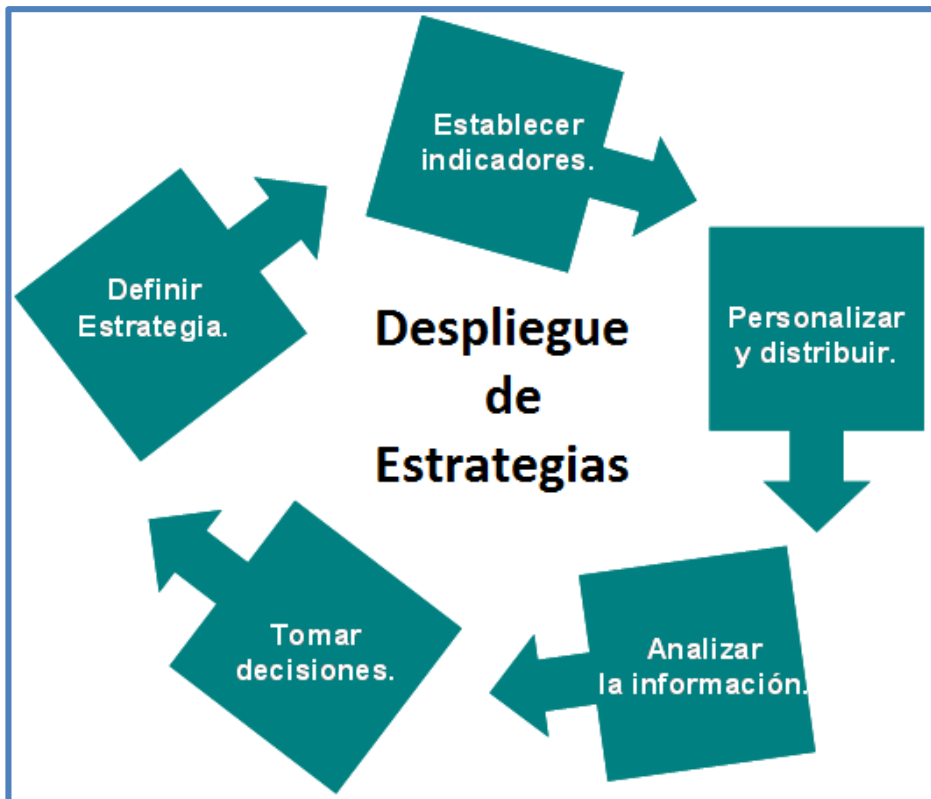 Establecer
indicadores.
Definir
Estrategia.
Personalizar
y distribuir.
Despliegue
de
Estrategias
Analizar
la información.
Tomar
decisiones.